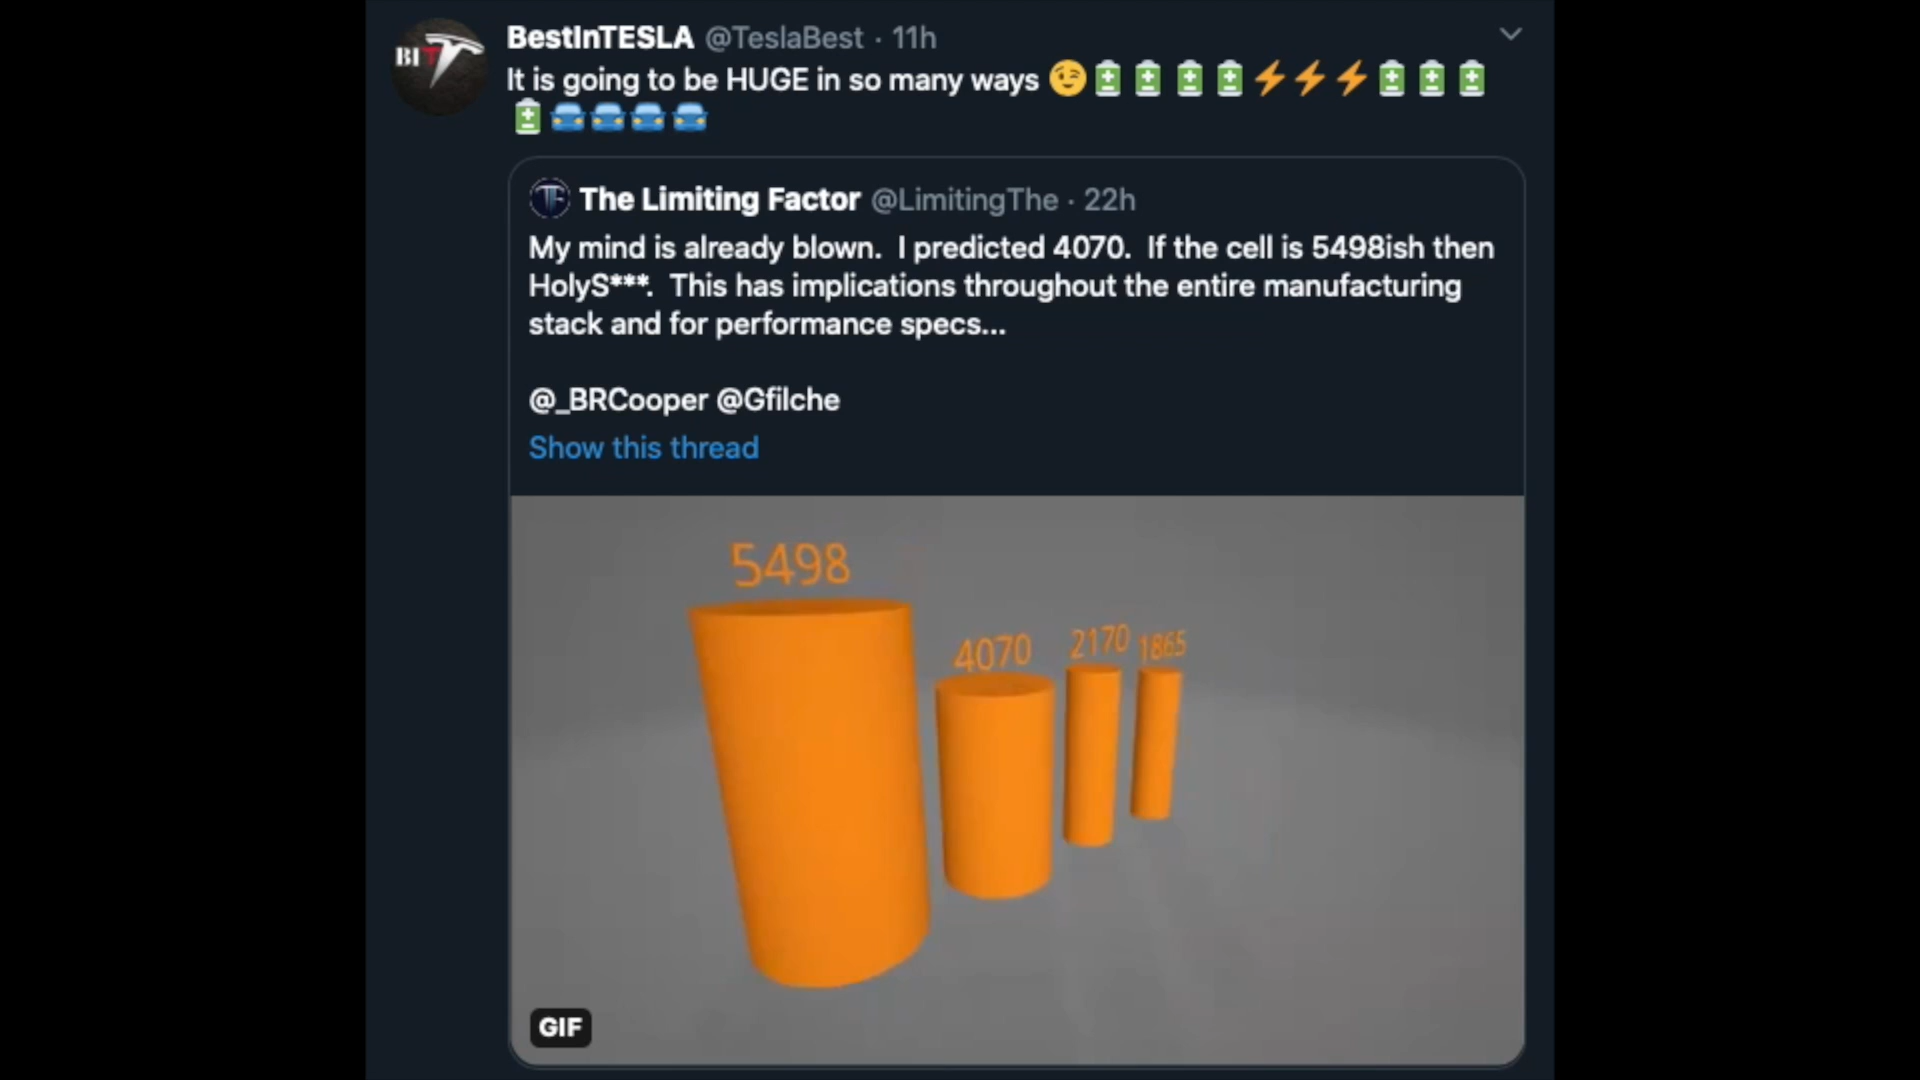 BIT
BestInTESLA @TeslaBest · 11h
It is going to be HUGE in so many ways 😉🔋🔋🔋🔋⚡⚡⚡🔋🔋🔋
🔋🚘🚘🚘🚘
TF The Limiting Factor @LimitingThe · 22h
My mind is already blown.  I predicted 4070.  If the cell is 5498ish then
HolyS***.  This has implications throughout the entire manufacturing
stack and for performance specs...
@_BRCooper @Gfilche
Show this thread
5498
4070
2170
1865
GIF